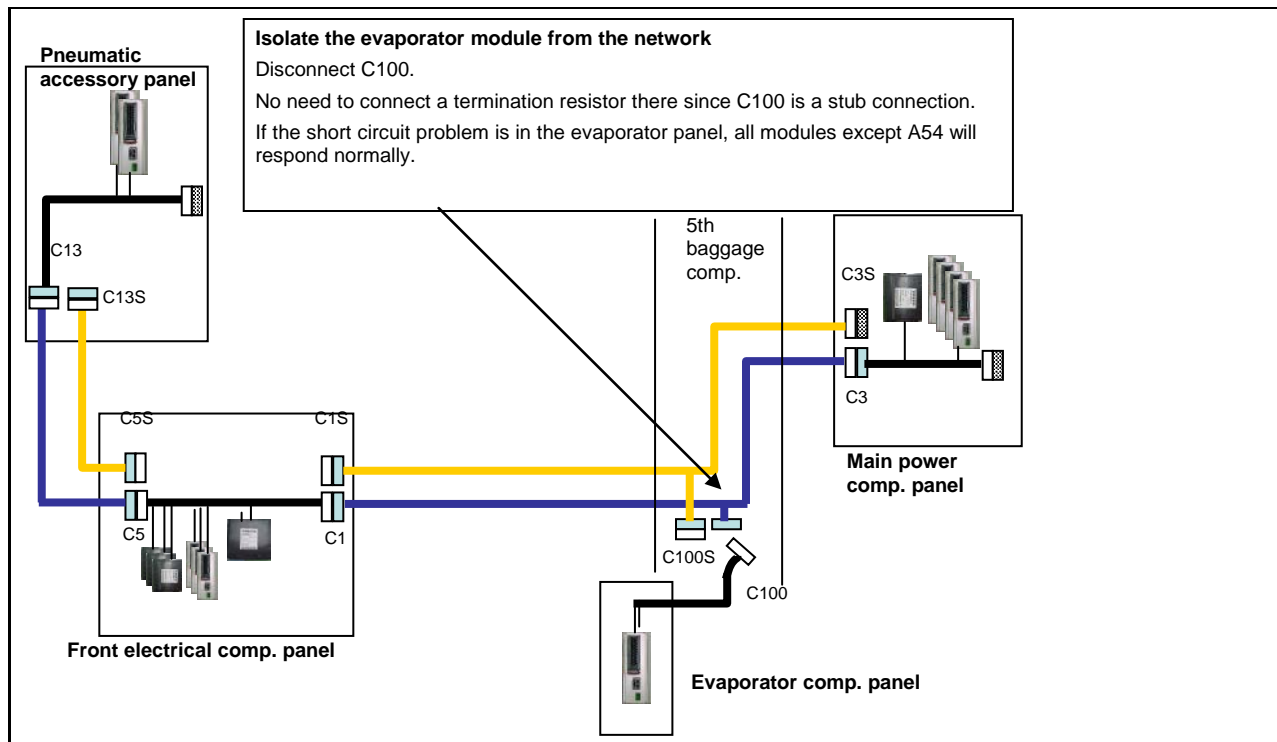 Isolate the evaporator module from the network
Disconnect C100.
No need to connect a termination resistor there since C100 is a stub connection.
If the short circuit problem is in the evaporator panel, all modules except A54 will
respond normally.
Pneumatic
accessory panel
C13
C13S
5th
baggage
comp.
C3S
C3
Main power
comp. panel
C5S
C1S
C5
C1
C100S
C100
Front electrical comp. panel
Evaporator comp. panel